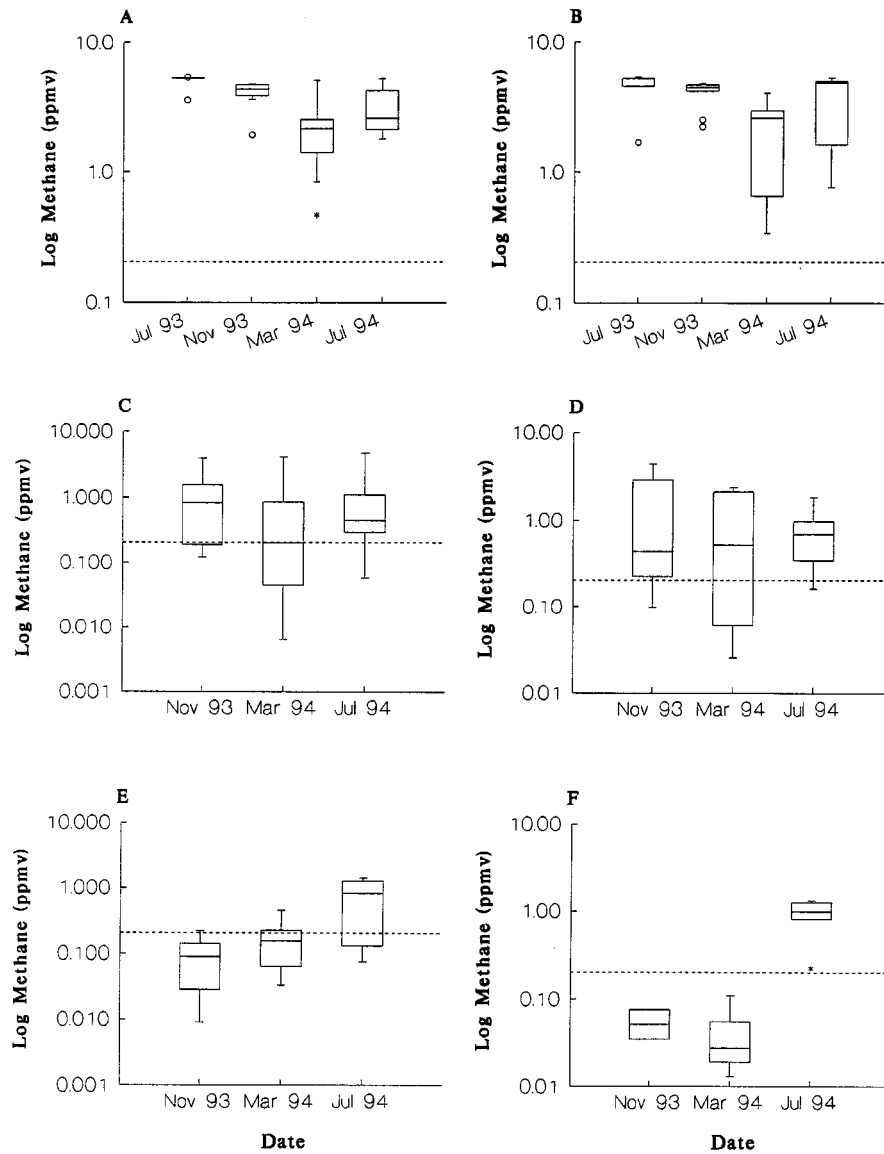 A
Log Methane (ppmv)
10.0
1.0
0.1
*
Jul 93
Nov 93
Mar 94
Jul 94
B
Log Methane (ppmv)
10.0
1.0
0.1
Jul 93
Nov 93
Mar 94
Jul 94
C
Log Methane (ppmv)
10.000
1.000
0.100
0.010
0.001
Nov 93 Mar 94 Jul 94
D
Log Methane (ppmv)
10.00
1.00
0.10
0.01
Nov 93 Mar 94 Jul 94
E
Log Methane (ppmv)
10.000
1.000
0.100
0.010
0.001
Nov 93 Mar 94 Jul 94
Date
F
Log Methane (ppmv)
10.00
1.00
0.10
0.01
*
Nov 93 Mar 94 Jul 94
Date